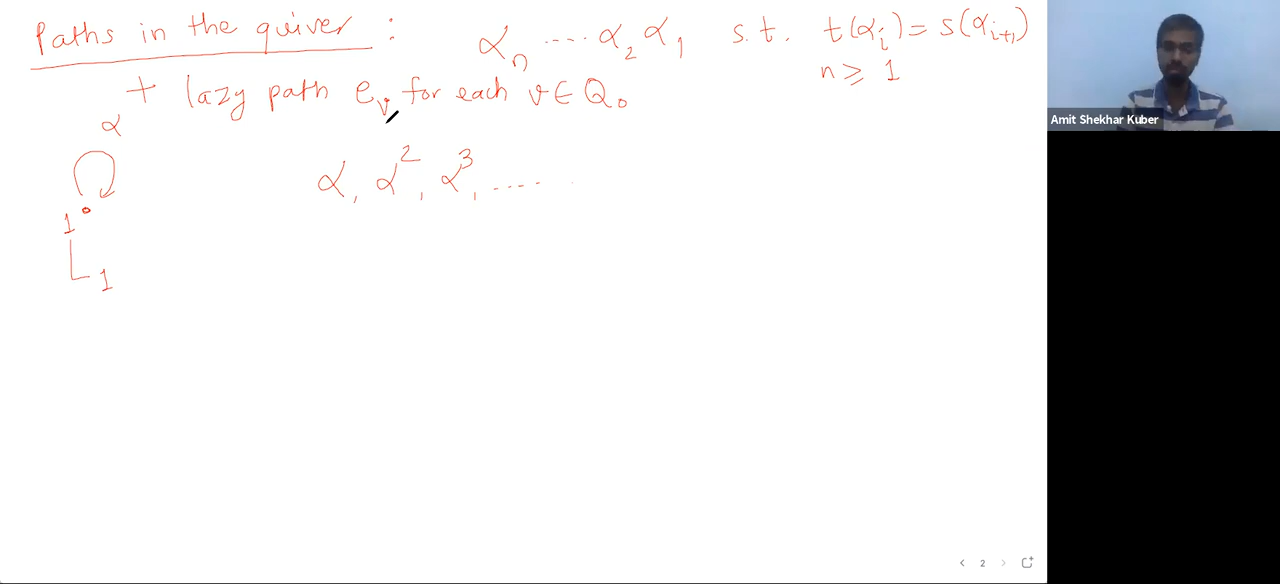 Paths in the quiver : αₙ ···· α₂ α₁ s.t. t(αᵢ) = s(αᵢ₊₁)
n ≥ 1
+ lazy path eᵥ for each v ∈ Q₀
α
α, α², α³, .....
1
L₁
Amit Shekhar Kuber
< 2 >